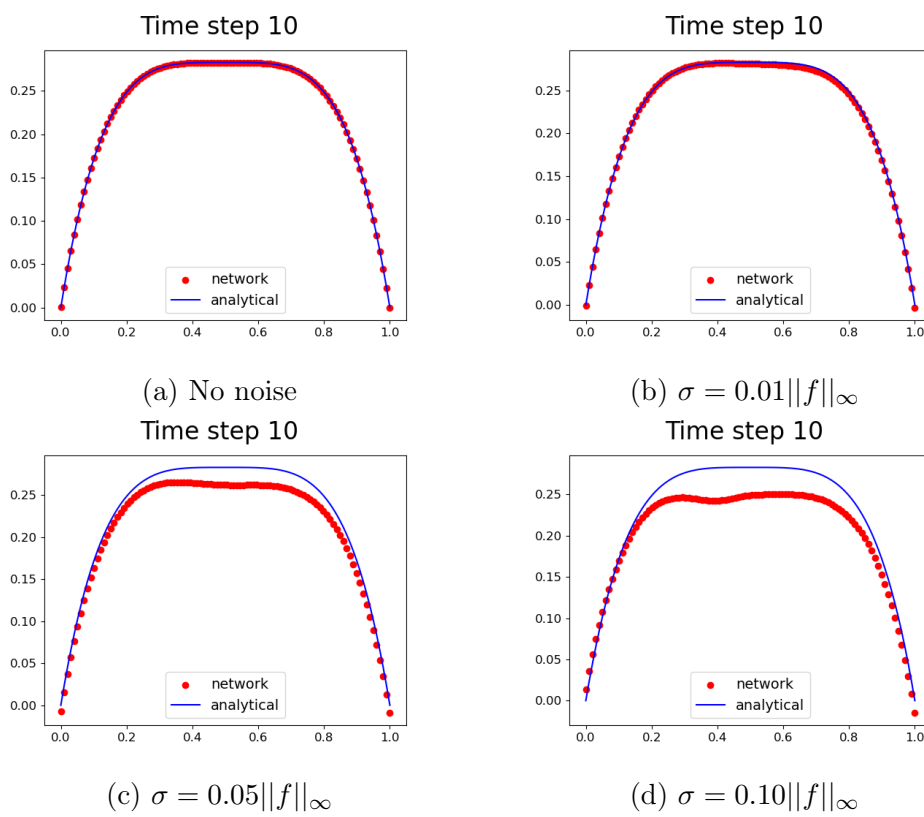 Time step 10
0.25
0.20
0.15
0.10
0.05
0.00
network
analytical
0.0 0.2 0.4 0.6 0.8 1.0
(a) No noise
Time step 10
0.25
0.20
0.15
0.10
0.05
0.00
network
analytical
0.0 0.2 0.4 0.6 0.8 1.0
(b) σ = 0.01||f||∞
Time step 10
0.25
0.20
0.15
0.10
0.05
0.00
network
analytical
0.0 0.2 0.4 0.6 0.8 1.0
(c) σ = 0.05||f||∞
Time step 10
0.25
0.20
0.15
0.10
0.05
0.00
network
analytical
0.0 0.2 0.4 0.6 0.8 1.0
(d) σ = 0.10||f||∞